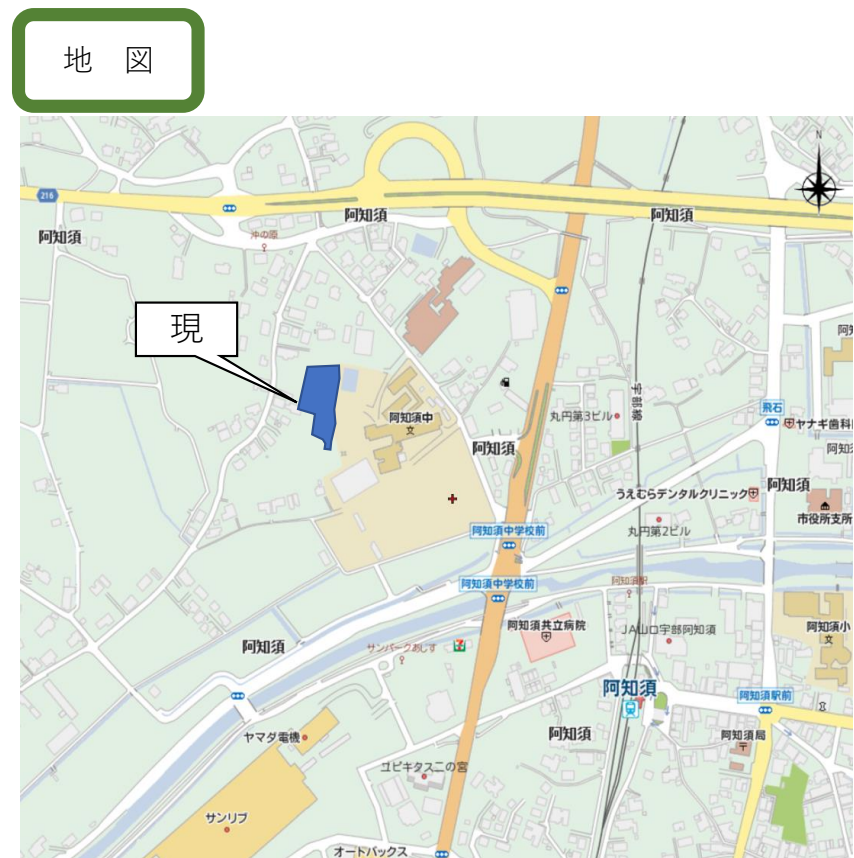 地 図
N
216
阿知須
阿知須
阿知須
沖の原
現
阿知須中
文
宇部線
丸円第3ビル
飛石
ヤナギ歯科
阿知須
うえむらデンタルクリニック
阿知須
市役所支所
丸円第2ビル
阿知須中学校前
阿知須中学校前
阿知須駅
阿知須共立病院
JA山口宇部阿知須
阿知須小
文
阿知須
サンパークあじす
7
阿知須
阿知須駅前
ヤマダ電機
阿知須
阿知須局
ユビキタス二の宮
サンリブ
オートバックス